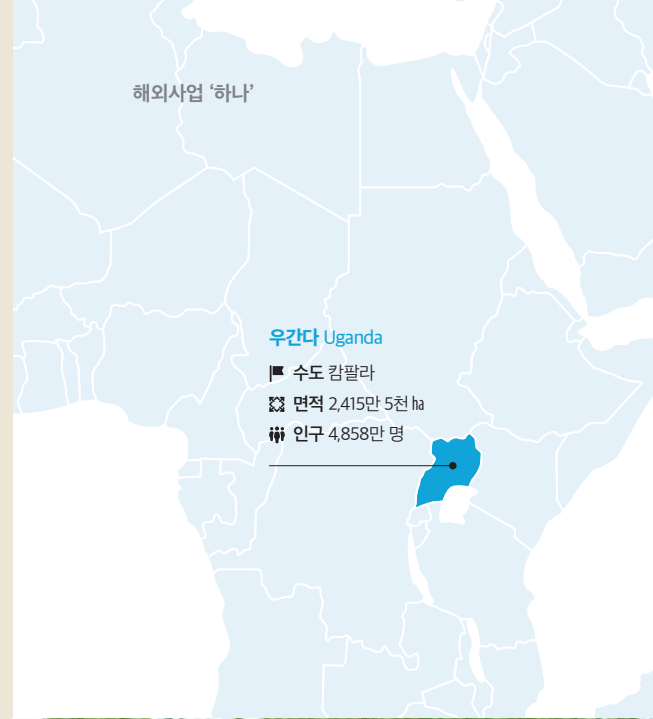 해외사업 ‘하나’
우간다 Uganda
수도 캄팔라
면적 2,415만 5천 ㏊
인구 4,858만 명